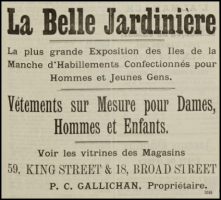 La Belle Jardinière
La plus grande Exposition des Iles de la
Manche d'Habillements Confectionnés pour
Hommes et Jeunes Gens.
Vêtements sur Mesure pour Dames,
Hommes et Enfants.
Voir les vitrines des Magasins
59, KING STREET & 18, BROAD STREET
P. C. GALLICHAN, Propriétaire.